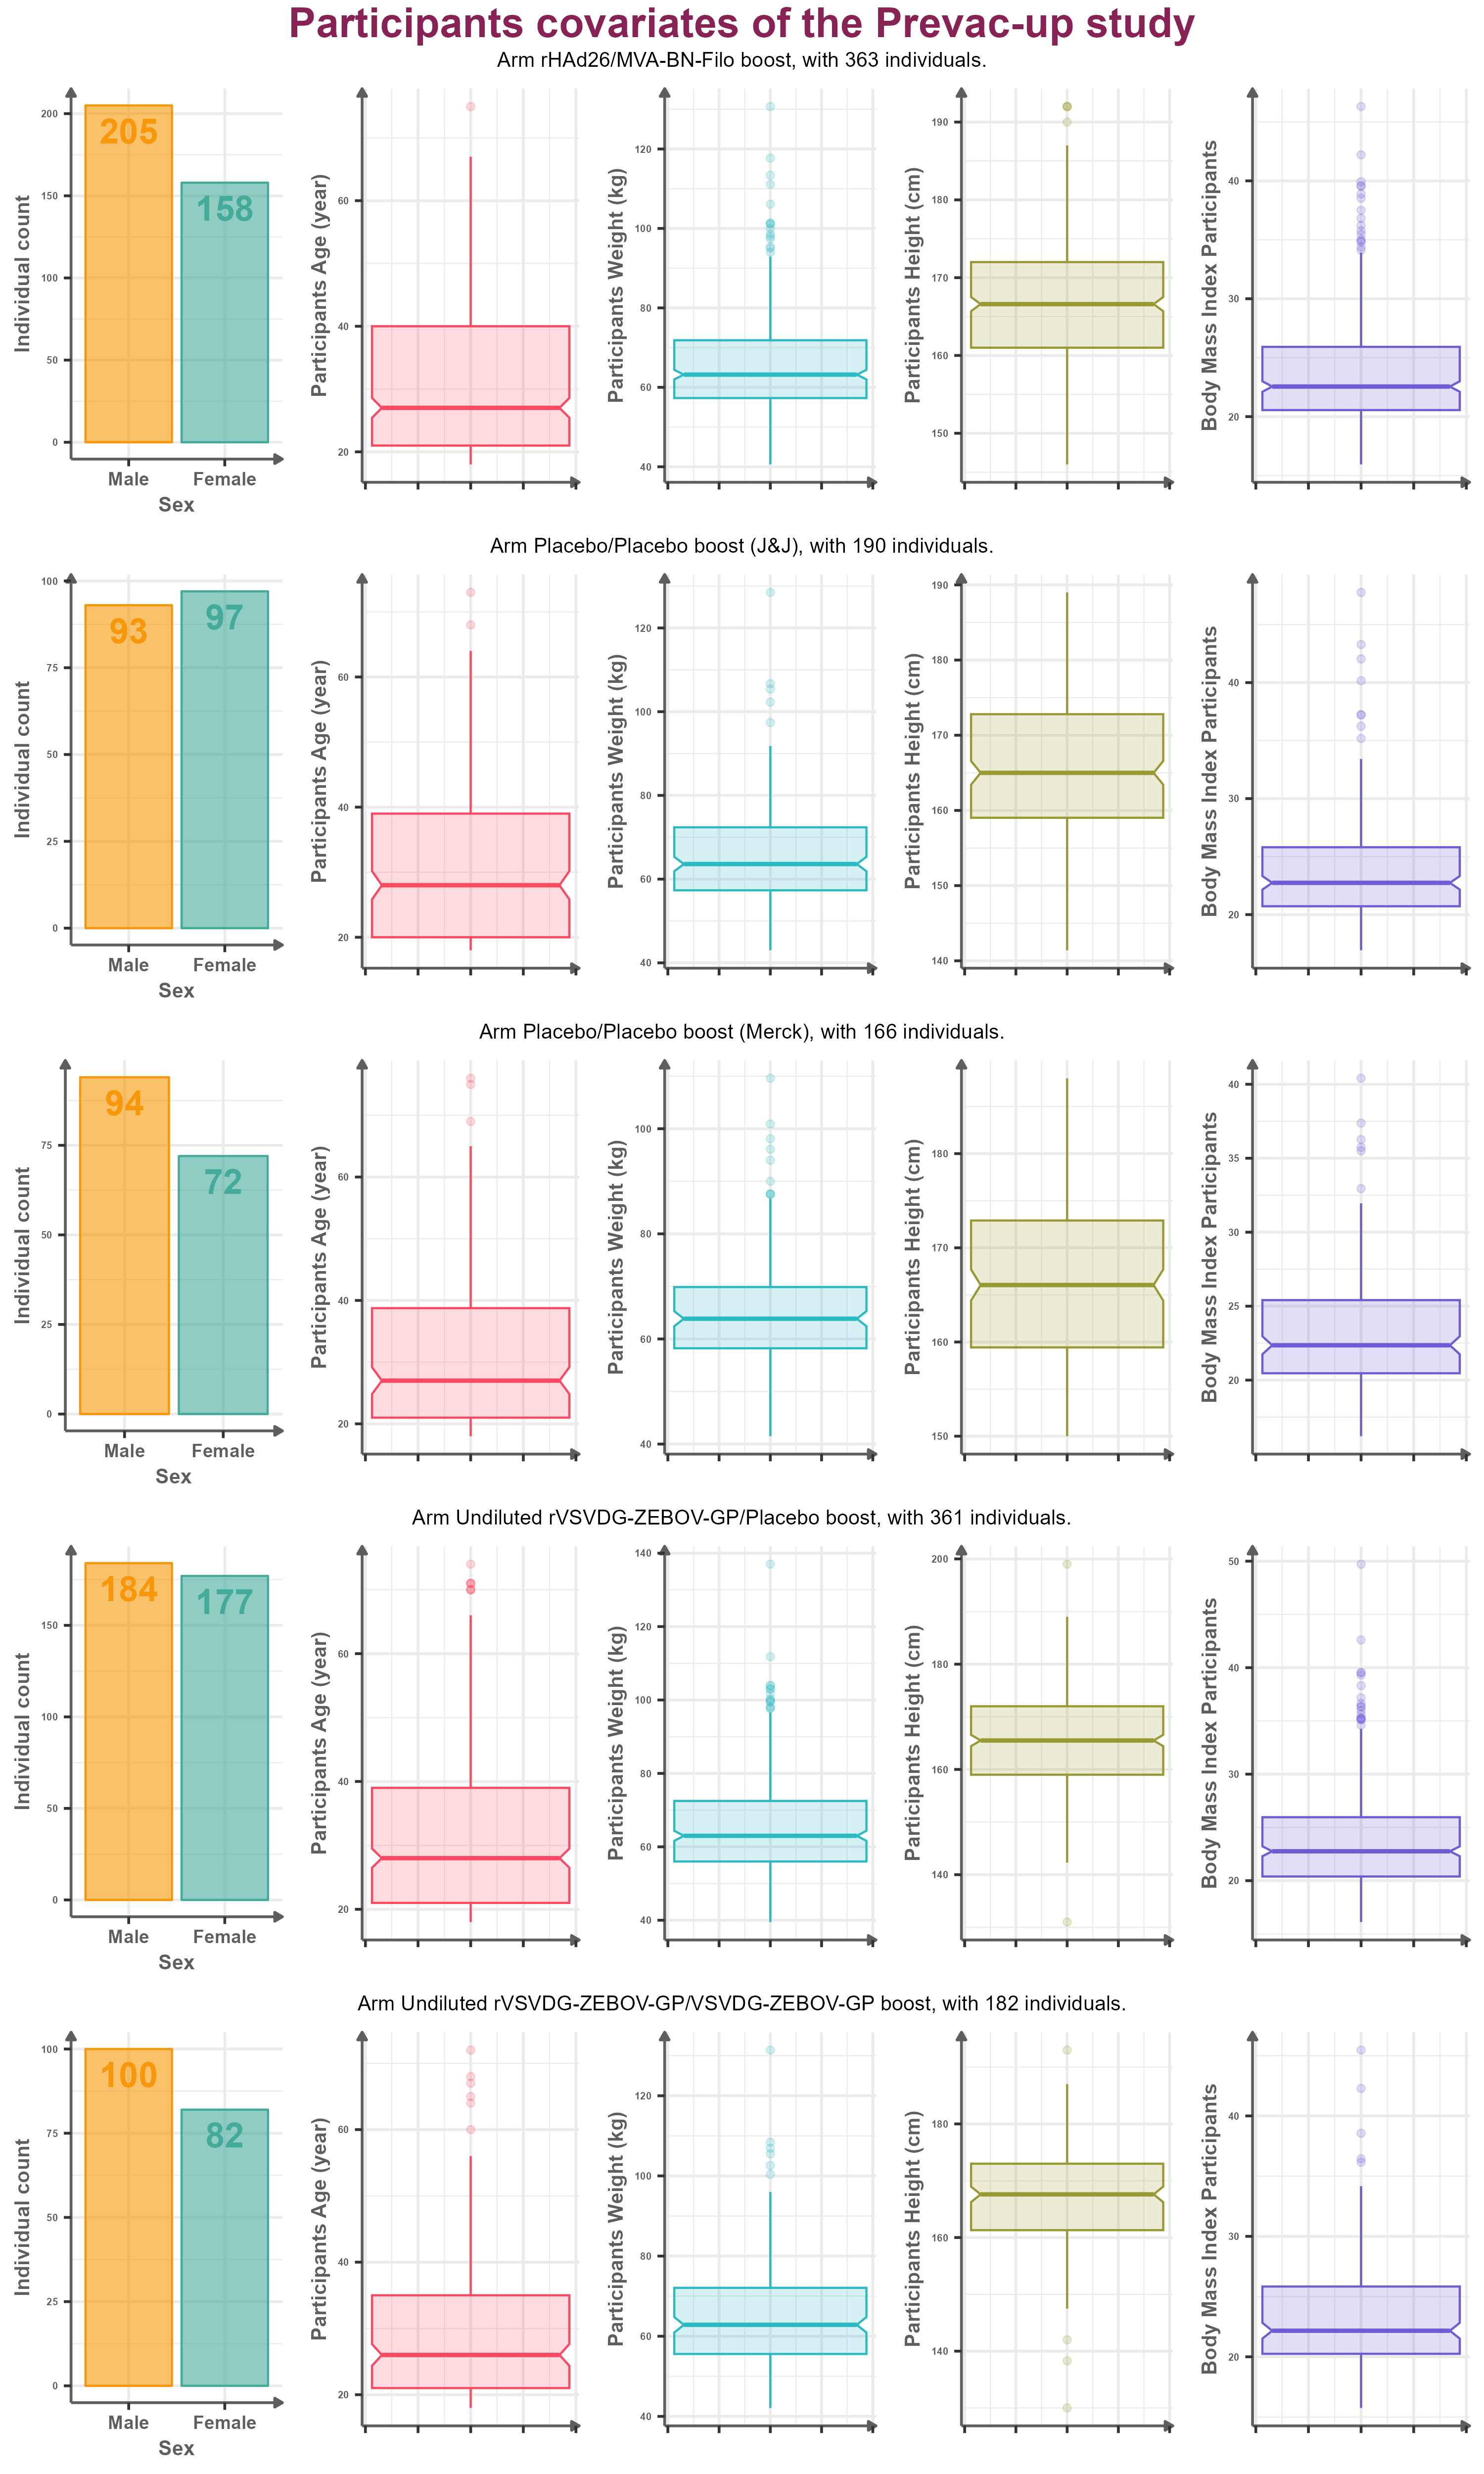 Participants covariates of the Prevac-up study
Arm rHAd26/MVA-BN-Filo boost, with 363 individuals.
Individual count
200
150
100
50
0
205
158
Male
Female
Sex
Participants Age (year)
60
40
20
Participants Weight (kg)
120
100
80
60
40
Participants Height (cm)
190
180
170
160
150
Body Mass Index Participants
40
30
20
Arm Placebo/Placebo boost (J&J), with 190 individuals.
Individual count
100
75
50
25
0
93
97
Male
Female
Sex
Participants Age (year)
60
40
20
Participants Weight (kg)
120
100
80
60
40
Participants Height (cm)
190
180
170
160
150
140
Body Mass Index Participants
40
30
20
Arm Placebo/Placebo boost (Merck), with 166 individuals.
Individual count
75
50
25
0
94
72
Male
Female
Sex
Participants Age (year)
60
40
20
Participants Weight (kg)
100
80
60
40
Participants Height (cm)
180
170
160
150
Body Mass Index Participants
40
35
30
25
20
Arm Undiluted rVSVDG-ZEBOV-GP/Placebo boost, with 361 individuals.
Individual count
150
100
50
0
184
177
Male
Female
Sex
Participants Age (year)
60
40
20
Participants Weight (kg)
140
120
100
80
60
40
Participants Height (cm)
200
180
160
140
Body Mass Index Participants
50
40
30
20
Arm Undiluted rVSVDG-ZEBOV-GP/VSVDG-ZEBOV-GP boost, with 182 individuals.
Individual count
100
75
50
25
0
100
82
Male
Female
Sex
Participants Age (year)
60
40
20
Participants Weight (kg)
120
100
80
60
40
Participants Height (cm)
180
160
140
Body Mass Index Participants
40
30
20